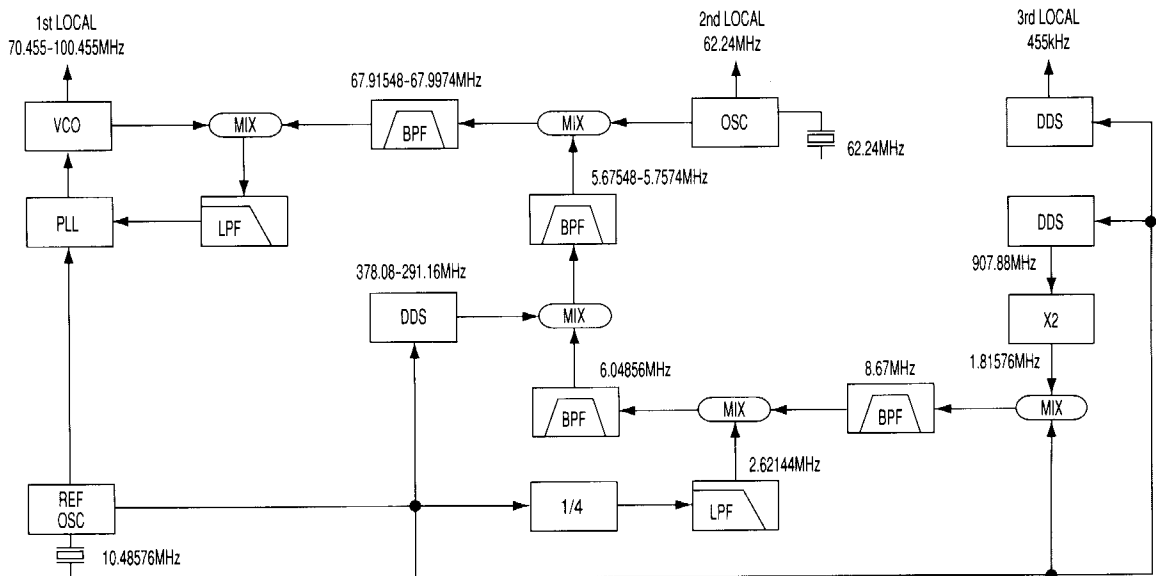 1st LOCAL
70.455-100.455MHz
2nd LOCAL
62.24MHz
3rd LOCAL
455kHz
67.91548-67.9974MHz
VCO
MIX
BPF
MIX
OSC
DDS
62.24MHz
5.67548-5.7574MHz
PLL
LPF
BPF
DDS
907.88MHz
378.08-291.16MHz
DDS
MIX
X2
6.04856MHz
8.67MHz
1.81576MHz
BPF
MIX
BPF
MIX
2.62144MHz
REF
OSC
1/4
LPF
10.48576MHz